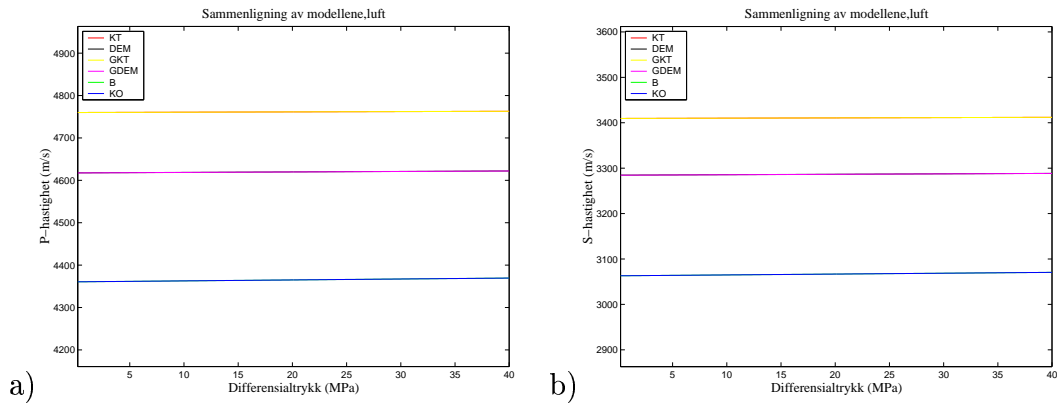 Sammenligning av modellene,luft
KT
DEM
GKT
GDEM
B
KO
4900
4800
4700
4600
4500
4400
4300
4200
P-hastighet (m/s)
5 10 15 20 25 30 35 40
Differensialtrykk (MPa)
a)
Sammenligning av modellene,luft
KT
DEM
GKT
GDEM
B
KO
3600
3500
3400
3300
3200
3100
3000
2900
S-hastighet (m/s)
5 10 15 20 25 30 35 40
Differensialtrykk (MPa)
b)